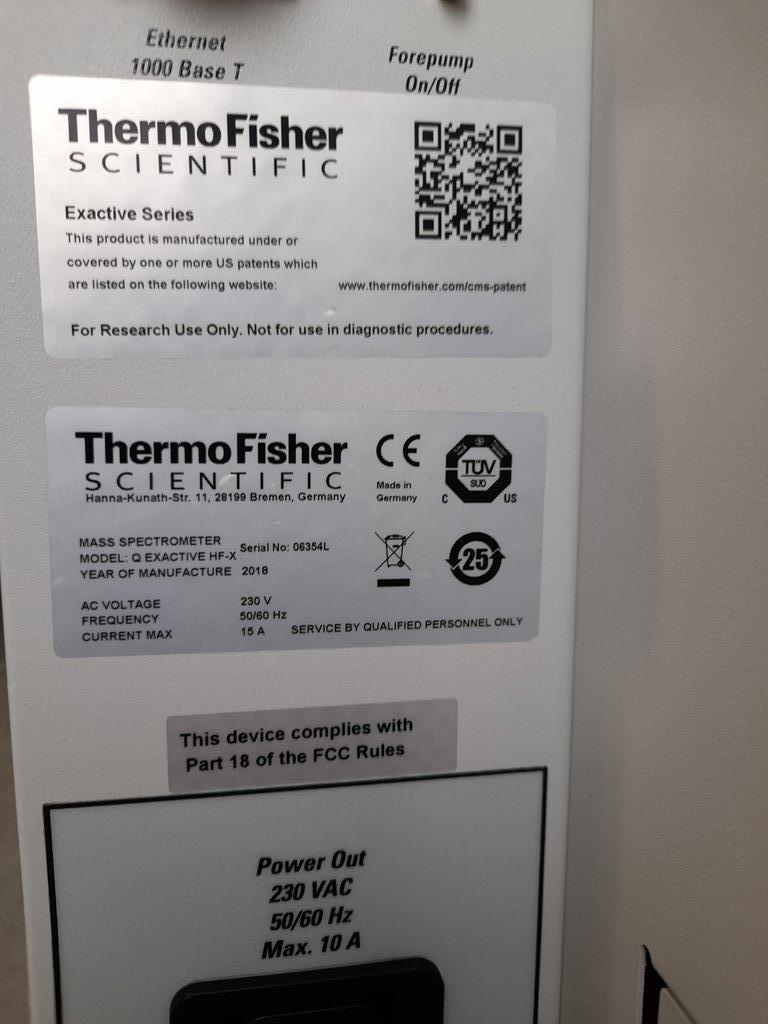 Ethernet
1000 Base T
Forepump
On/Off
ThermoFisher
SCIENTIFIC
Exactive Series
This product is manufactured under or
covered by one or more US patents which
are listed on the following website: www.thermofisher.com/cms-patent
For Research Use Only. Not for use in diagnostic procedures.
ThermoFisher
SCIENTIFIC
Hanna-Kunath-Str. 11, 28199 Bremen, Germany
CE
Made in
Germany
TÜV
SÜD
C US
MASS SPECTROMETER
MODEL: Q EXACTIVE HF-X Serial No: 06354L
YEAR OF MANUFACTURE 2018
25
AC VOLTAGE 230 V
FREQUENCY 50/60 Hz
CURRENT MAX 15 A SERVICE BY QUALIFIED PERSONNEL ONLY
This device complies with
Part 18 of the FCC Rules
Power Out
230 VAC
50/60 Hz
Max. 10 A